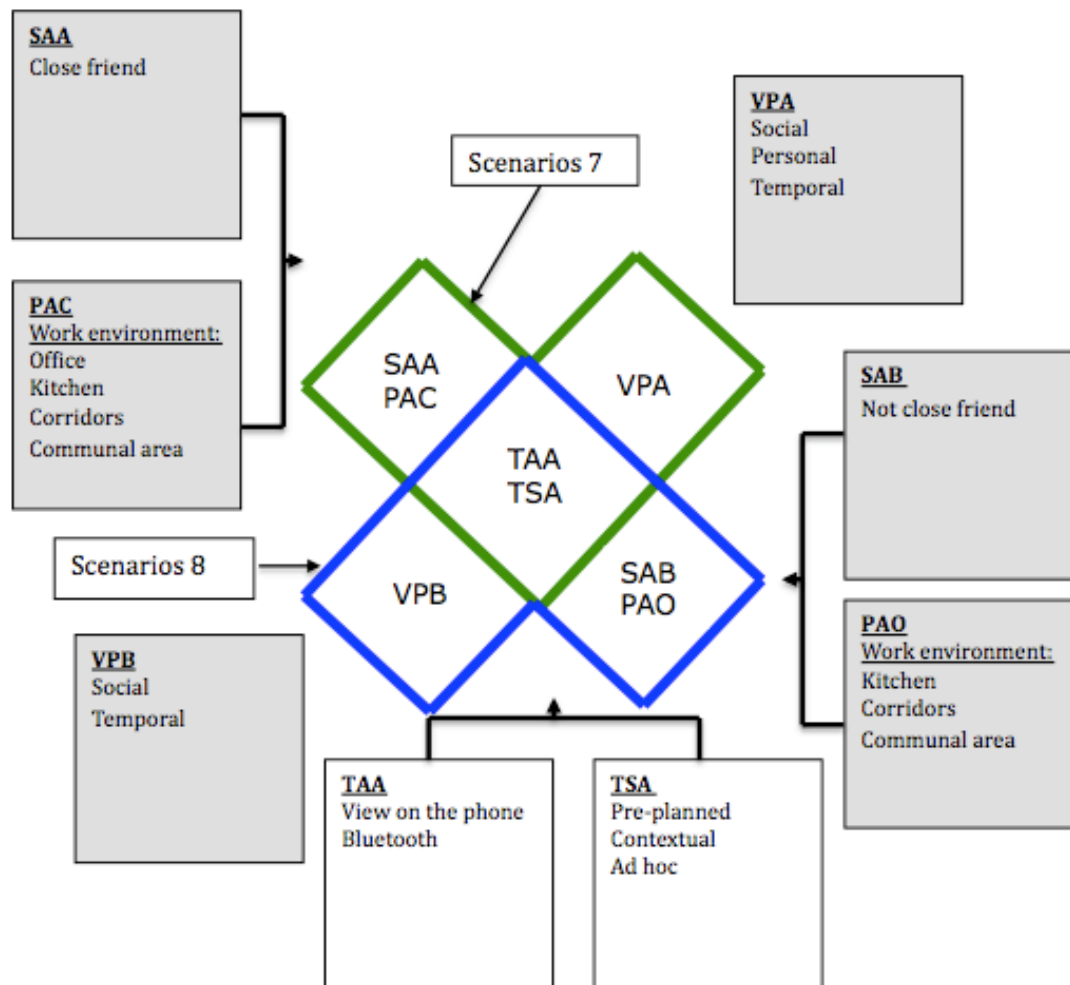 SAA
Close friend
PAC
Work environment:
Office
Kitchen
Corridors
Communal area
Scenarios 7
VPA
Social
Personal
Temporal
SAA
PAC
VPA
TAA
TSA
VPB
SAB
PAO
SAB
Not close friend
PAO
Work environment:
Kitchen
Corridors
Communal area
Scenarios 8
VPB
Social
Temporal
TAA
View on the phone
Bluetooth
TSA
Pre-planned
Contextual
Ad hoc